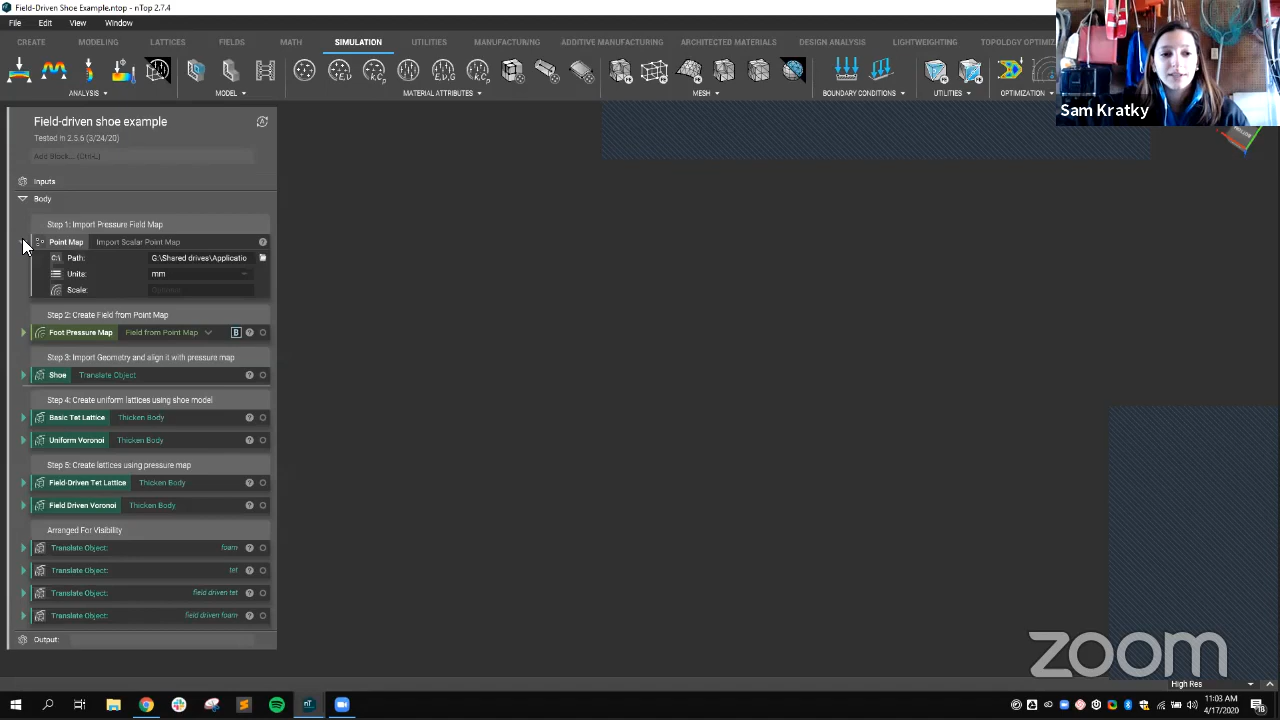 Field-Driven Shoe Example.ntop - nTop 2.7.4
File Edit View Window
CREATE MODELING LATTICES FIELDS MATH SIMULATION UTILITIES MANUFACTURING ADDITIVE MANUFACTURING ARCHITECTED MATERIALS DESIGN ANALYSIS LIGHTWEIGHTING TOPOLOGY OPTIMIZ
ANALYSIS MODEL MATERIAL ATTRIBUTES MESH BOUNDARY CONDITIONS UTILITIES OPTIMIZATION
Sam Kratky
Field-driven shoe example
Tested in 2.5.6 (3/24/20)
Add Block... (Ctrl-L)
Inputs
Body
Step 1: Import Pressure Field Map
Point Map Import Scalar Point Map
Path: G:\Shared drives\Applicatio
Units: mm
Scale: Optional
Step 2: Create Field from Point Map
Foot Pressure Map Field from Point Map B
Step 3: Import Geometry and align it with pressure map
Shoe Translate Object
Step 4: Create uniform lattices using shoe model
Basic Tet Lattice Thicken Body
Uniform Voronoi Thicken Body
Step 5: Create lattices using pressure map
Field-Driven Tet Lattice Thicken Body
Field Driven Voronoi Thicken Body
Arranged For Visibility
Translate Object: foam
Translate Object: tet
Translate Object: field driven tet
Translate Object: field driven foam
Output:
zoom
High Res
11:03 AM
4/17/2020